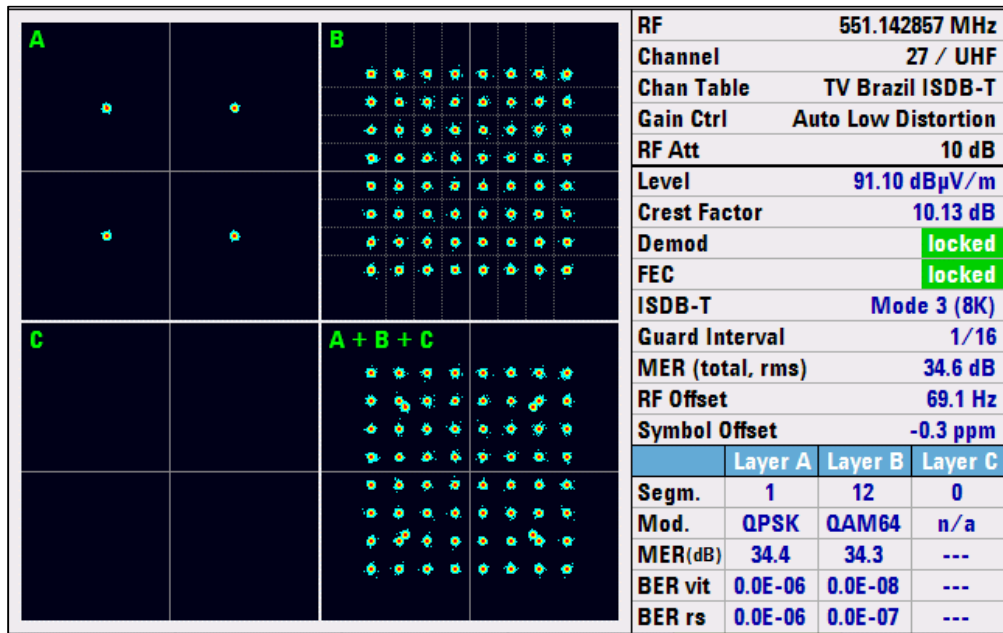 A
B
C
A + B + C
RF 551.142857 MHz
Channel 27 / UHF
Chan Table TV Brazil ISDB-T
Gain Ctrl Auto Low Distortion
RF Att 10 dB
Level 91.10 dBµV/m
Crest Factor 10.13 dB
Demod locked
FEC locked
ISDB-T Mode 3 (8K)
Guard Interval 1/16
MER (total, rms) 34.6 dB
RF Offset 69.1 Hz
Symbol Offset -0.3 ppm
Layer A Layer B Layer C
Segm. 1 12 0
Mod. QPSK QAM64 n/a
MER(dB) 34.4 34.3 ---
BER vit 0.0E-06 0.0E-08 ---
BER rs 0.0E-06 0.0E-07 ---